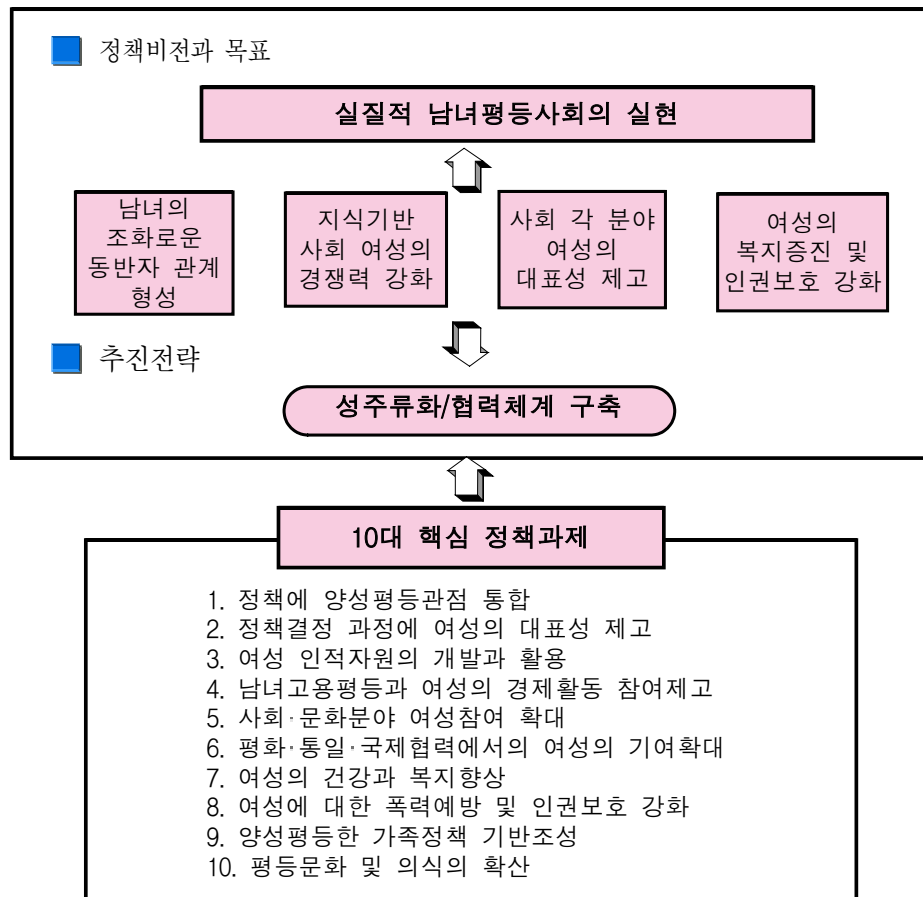 정책비전과 목표
실질적 남녀평등사회의 실현
남녀의
조화로운
동반자 관계
형성
지식기반
사회 여성의
경쟁력 강화
사회 각 분야
여성의
대표성 제고
여성의
복지증진 및
인권보호 강화
추진전략
성주류화/협력체계 구축
10대 핵심 정책과제
1. 정책에 양성평등관점 통합
2. 정책결정 과정에 여성의 대표성 제고
3. 여성 인적자원의 개발과 활용
4. 남녀고용평등과 여성의 경제활동 참여제고
5. 사회·문화분야 여성참여 확대
6. 평화·통일·국제협력에서의 여성의 기여확대
7. 여성의 건강과 복지향상
8. 여성에 대한 폭력예방 및 인권보호 강화
9. 양성평등한 가족정책 기반조성
10. 평등문화 및 의식의 확산